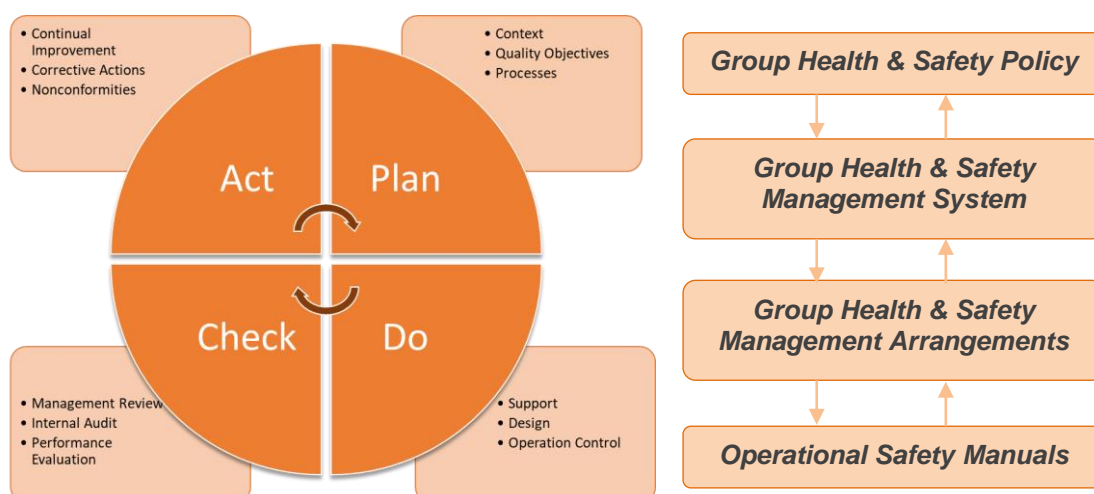 • Continual
Improvement
• Corrective Actions
• Nonconformities
• Context
• Quality Objectives
• Processes
Act
Plan
Check
Do
• Management Review
• Internal Audit
• Performance
Evaluation
• Support
• Design
• Operation Control
Group Health & Safety Policy
Group Health & Safety
Management System
Group Health & Safety
Management Arrangements
Operational Safety Manuals